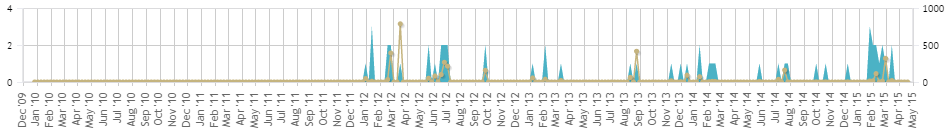 4 1000
2 500
0 0
Dec '09
Jan '10
Feb '10
Mar '10
Apr '10
May '10
Jun '10
Jul '10
Aug '10
Sep '10
Oct '10
Nov '10
Dec '10
Jan '11
Feb '11
Mar '11
Apr '11
May '11
Jun '11
Jul '11
Aug '11
Sep '11
Oct '11
Nov '11
Dec '11
Jan '12
Feb '12
Mar '12
Apr '12
May '12
Jun '12
Jul '12
Aug '12
Sep '12
Oct '12
Nov '12
Dec '12
Jan '13
Feb '13
Mar '13
Apr '13
May '13
Jun '13
Jul '13
Aug '13
Sep '13
Oct '13
Nov '13
Dec '13
Jan '14
Feb '14
Mar '14
Apr '14
May '14
Jun '14
Jul '14
Aug '14
Sep '14
Oct '14
Nov '14
Dec '14
Jan '15
Feb '15
Mar '15
Apr '15
May '15